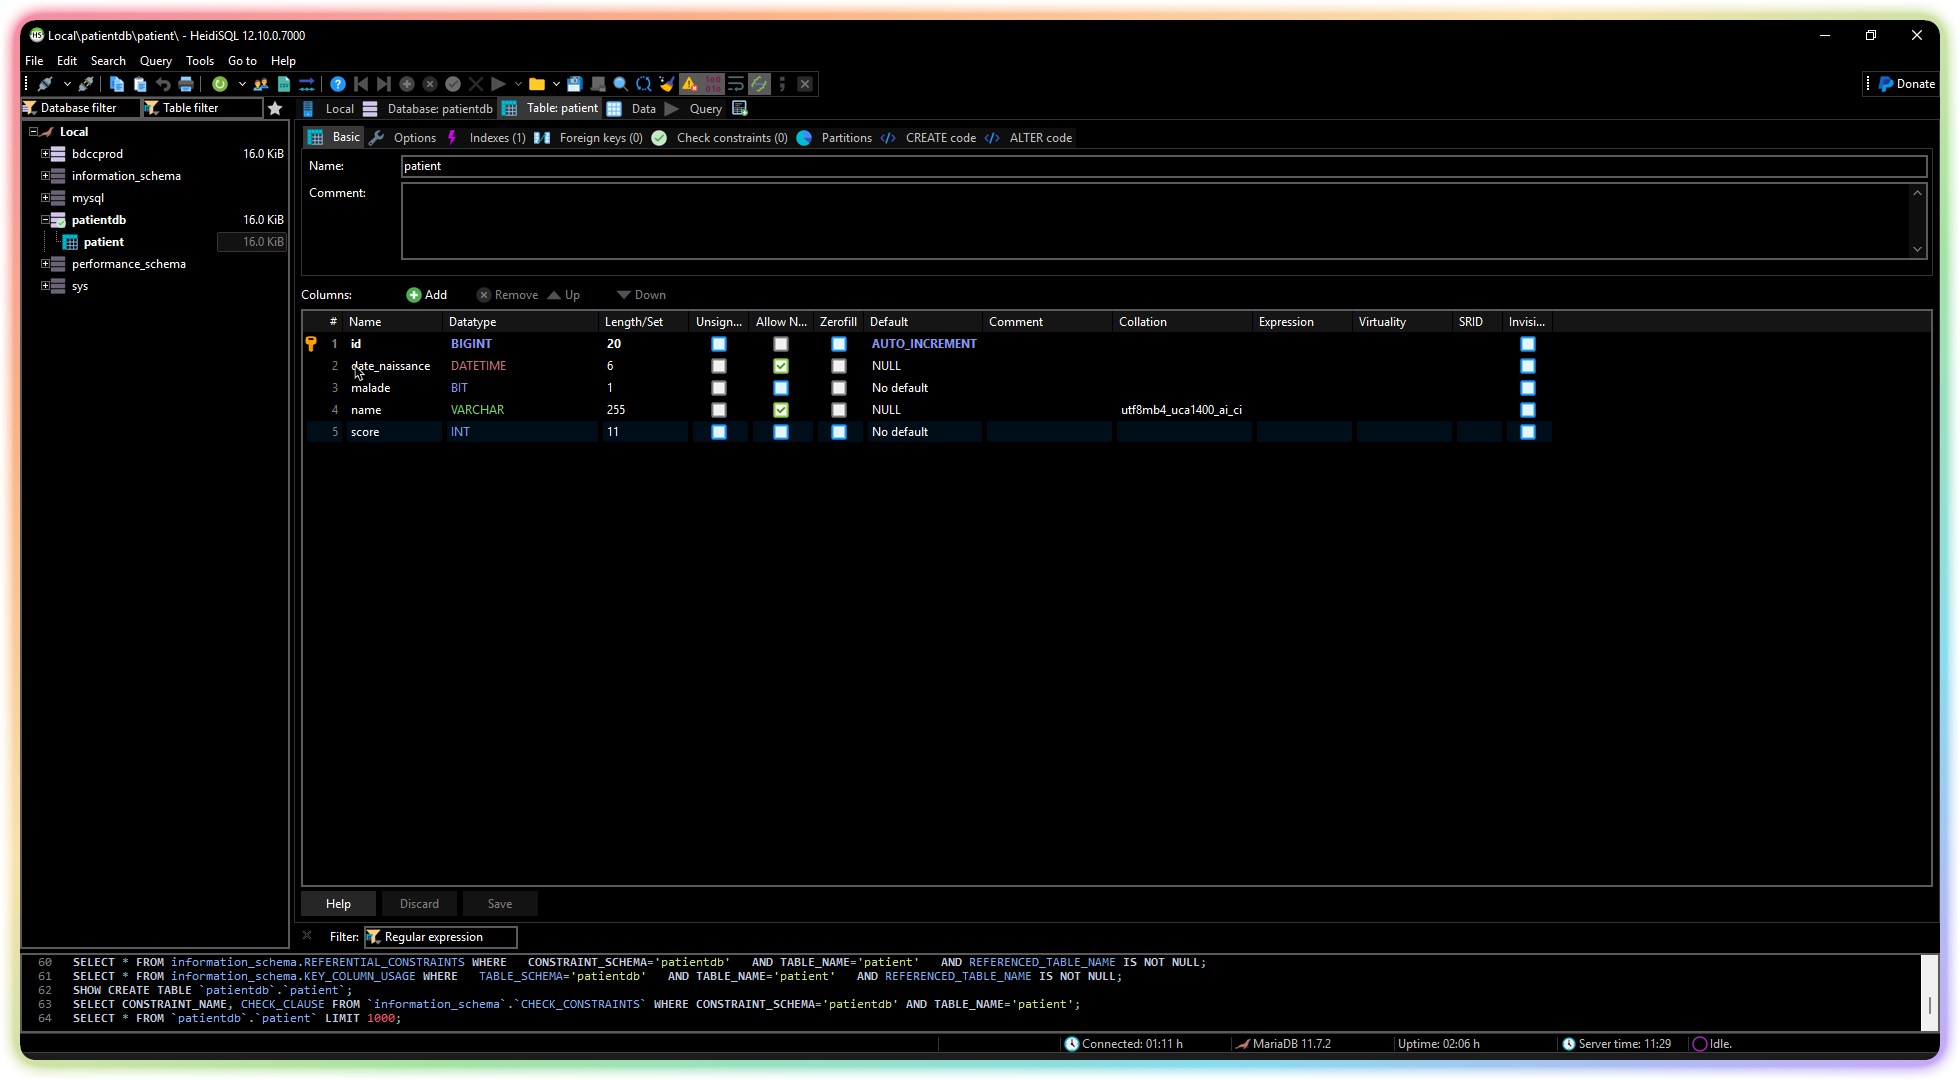 Local\patientdb\patient\ - HeidiSQL 12.10.0.7000
File Edit Search Query Tools Go to Help
Donate
Database filter Table filter Local Database: patientdb Table: patient Data Query
Local
bdccprod 16.0 KiB
information_schema
mysql
patientdb 16.0 KiB
patient 16.0 KiB
performance_schema
sys
Basic Options Indexes (1) Foreign keys (0) Check constraints (0) Partitions CREATE code ALTER code
Name: patient
Comment:
Columns: Add Remove Up Down
# Name Datatype Length/Set Unsign... Allow N... Zerofill Default Comment Collation Expression Virtuality SRID Invisi...
1 id BIGINT 20 AUTO_INCREMENT
2 date_naissance DATETIME 6 NULL
3 malade BIT 1 No default
4 name VARCHAR 255 NULL utf8mb4_uca1400_ai_ci
5 score INT 11 No default
Help Discard Save
Filter: Regular expression
60 SELECT * FROM information_schema.REFERENTIAL_CONSTRAINTS WHERE CONSTRAINT_SCHEMA='patientdb' AND TABLE_NAME='patient' AND REFERENCED_TABLE_NAME IS NOT NULL;
61 SELECT * FROM information_schema.KEY_COLUMN_USAGE WHERE TABLE_SCHEMA='patientdb' AND TABLE_NAME='patient' AND REFERENCED_TABLE_NAME IS NOT NULL;
62 SHOW CREATE TABLE `patientdb`.`patient`;
63 SELECT CONSTRAINT_NAME, CHECK_CLAUSE FROM `information_schema`.`CHECK_CONSTRAINTS` WHERE CONSTRAINT_SCHEMA='patientdb' AND TABLE_NAME='patient';
64 SELECT * FROM `patientdb`.`patient` LIMIT 1000;
Connected: 01:11 h MariaDB 11.7.2 Uptime: 02:06 h Server time: 11:29 Idle.